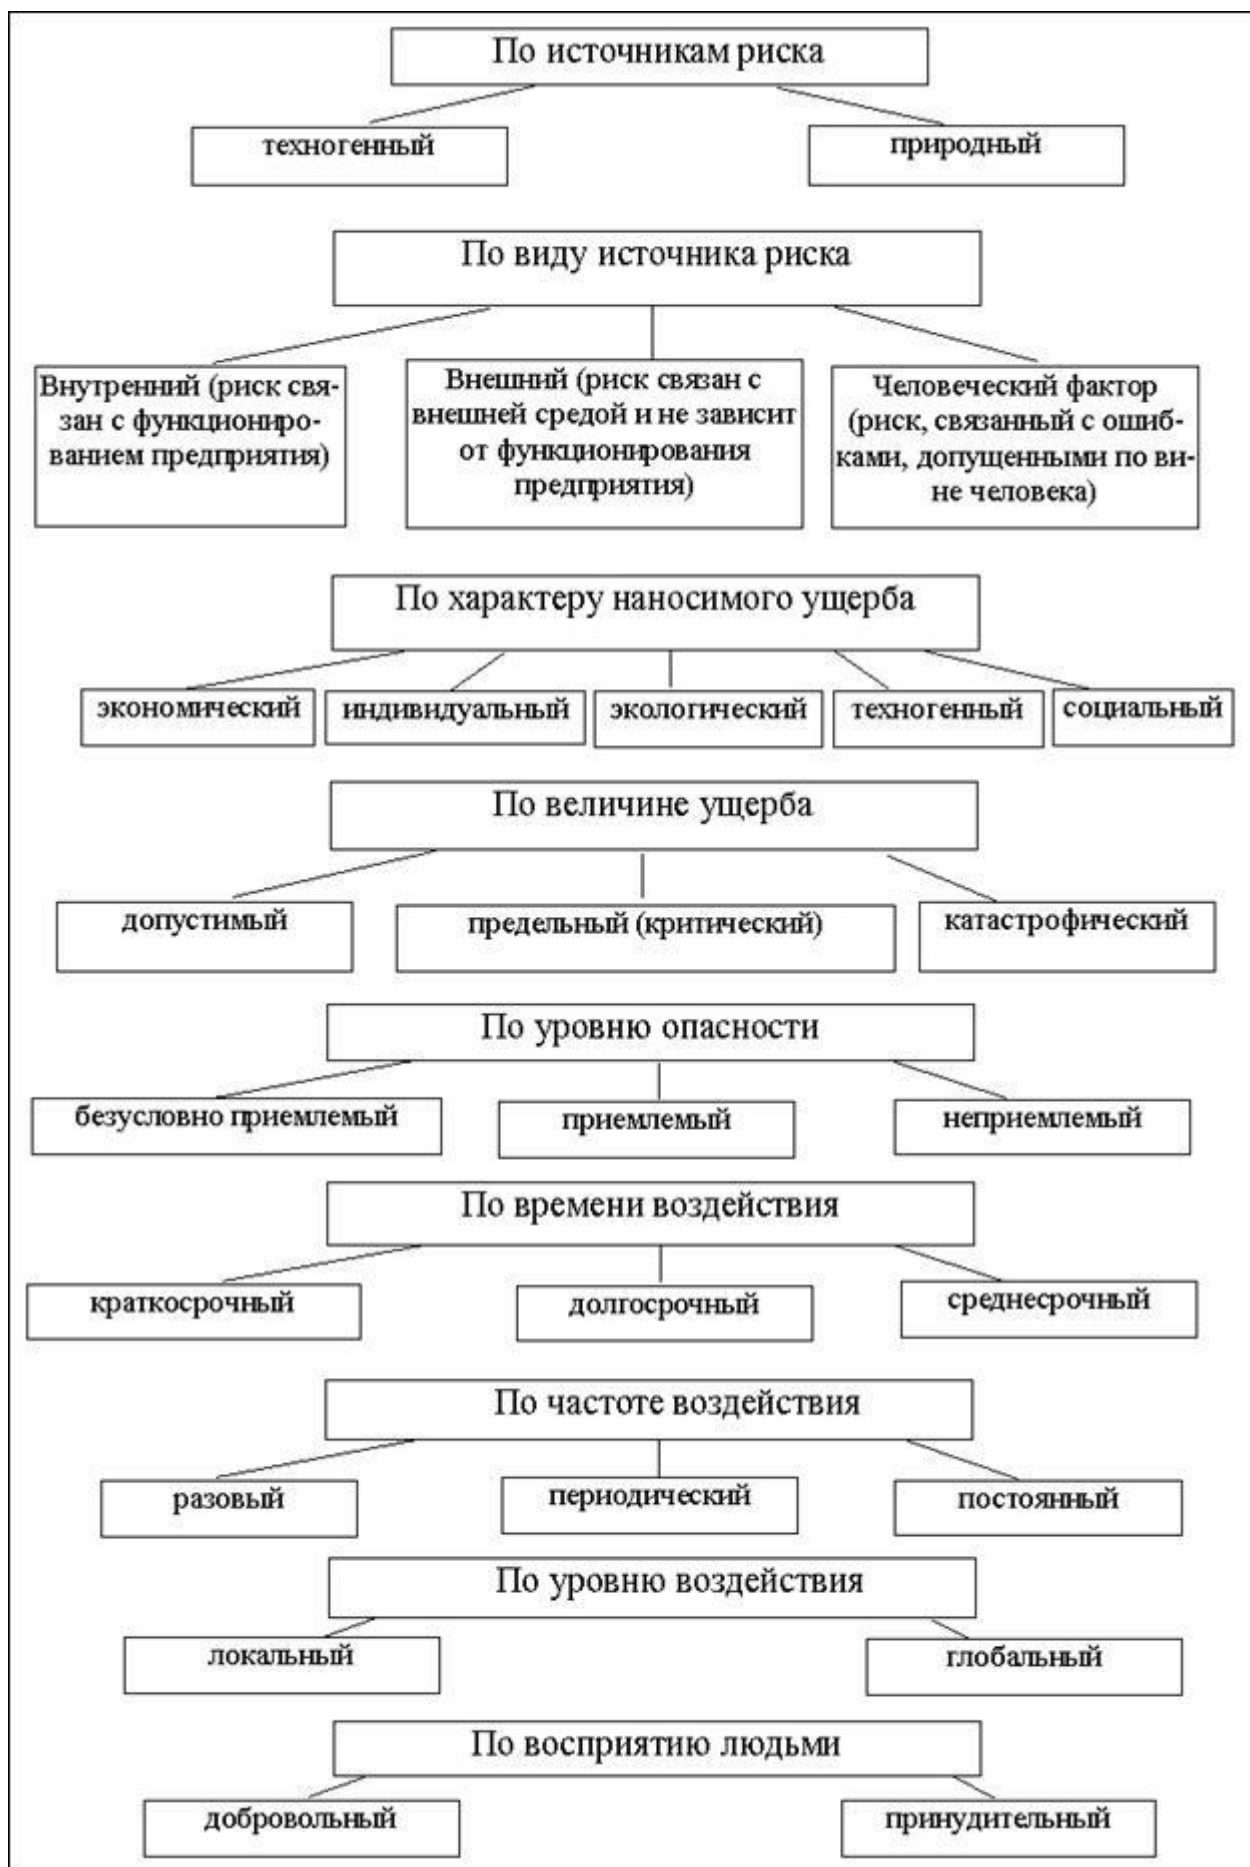 По источникам риска
техногенный
природный
По виду источника риска
Внутренний (риск свя-
зан с функциониро-
ванием предприятия)
Внешний (риск связан с
внешней средой и не зависит
от функционирования
предприятия)
Человеческий фактор
(риск, связанный с ошиб-
ками, допущенными по ви-
не человека)
По характеру наносимого ущерба
экономический
индивидуальный
экологический
техногенный
социальный
По величине ущерба
допустимый
предельный (критический)
катастрофический
По уровню опасности
безусловно приемлемый
приемлемый
неприемлемый
По времени воздействия
краткосрочный
долгосрочный
среднесрочный
По частоте воздействия
разовый
периодический
постоянный
По уровню воздействия
локальный
глобальный
По восприятию людьми
добровольный
принудительный